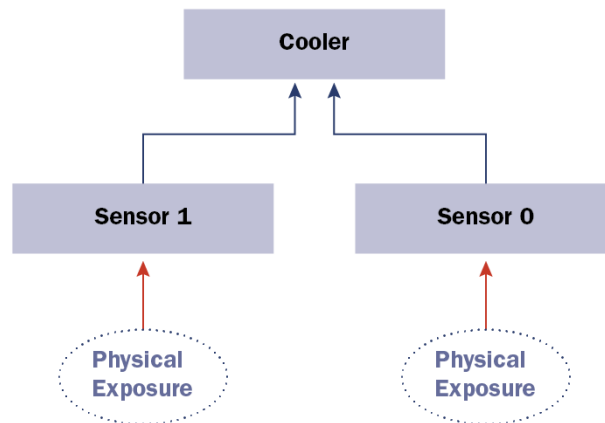 Cooler
Sensor 1
Sensor 0
Physical
Exposure
Physical
Exposure